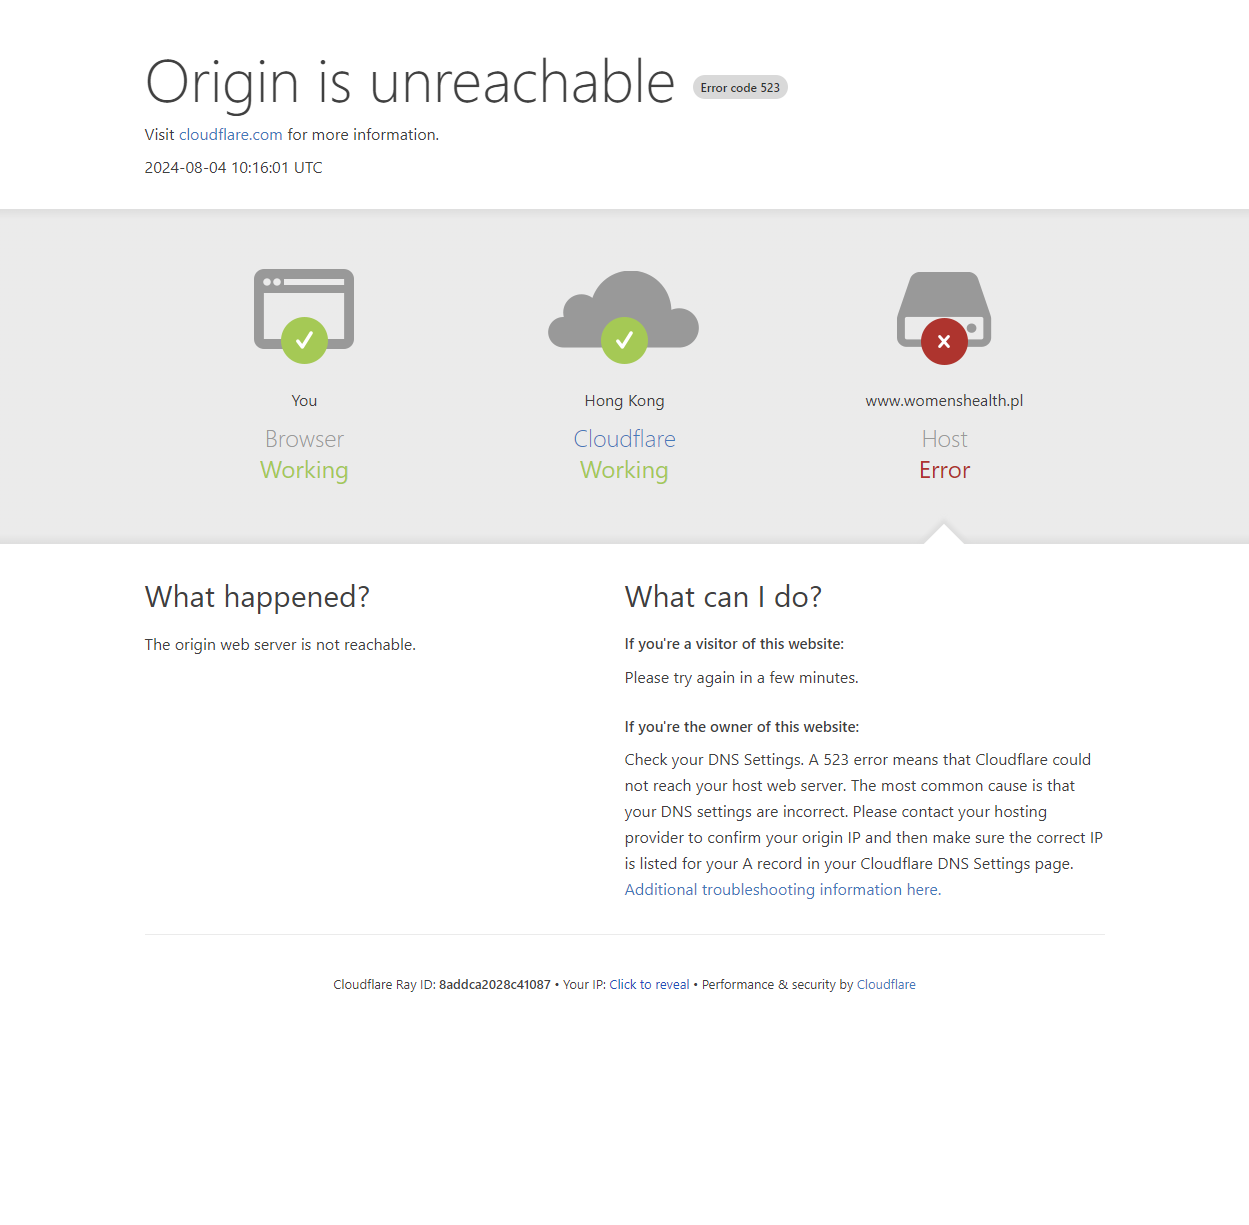 Origin is unreachable Error code 523
Visit cloudflare.com for more information.
2024-08-04 10:16:01 UTC
You
Browser
Working
Hong Kong
Cloudflare
Working
www.womenshealth.pl
Host
Error
What happened?
The origin web server is not reachable.
What can I do?
If you're a visitor of this website:
Please try again in a few minutes.
If you're the owner of this website:
Check your DNS Settings. A 523 error means that Cloudflare could
not reach your host web server. The most common cause is that
your DNS settings are incorrect. Please contact your hosting
provider to confirm your origin IP and then make sure the correct IP
is listed for your A record in your Cloudflare DNS Settings page.
Additional troubleshooting information here.
Cloudflare Ray ID: 8addca2028c41087 • Your IP: Click to reveal • Performance & security by Cloudflare